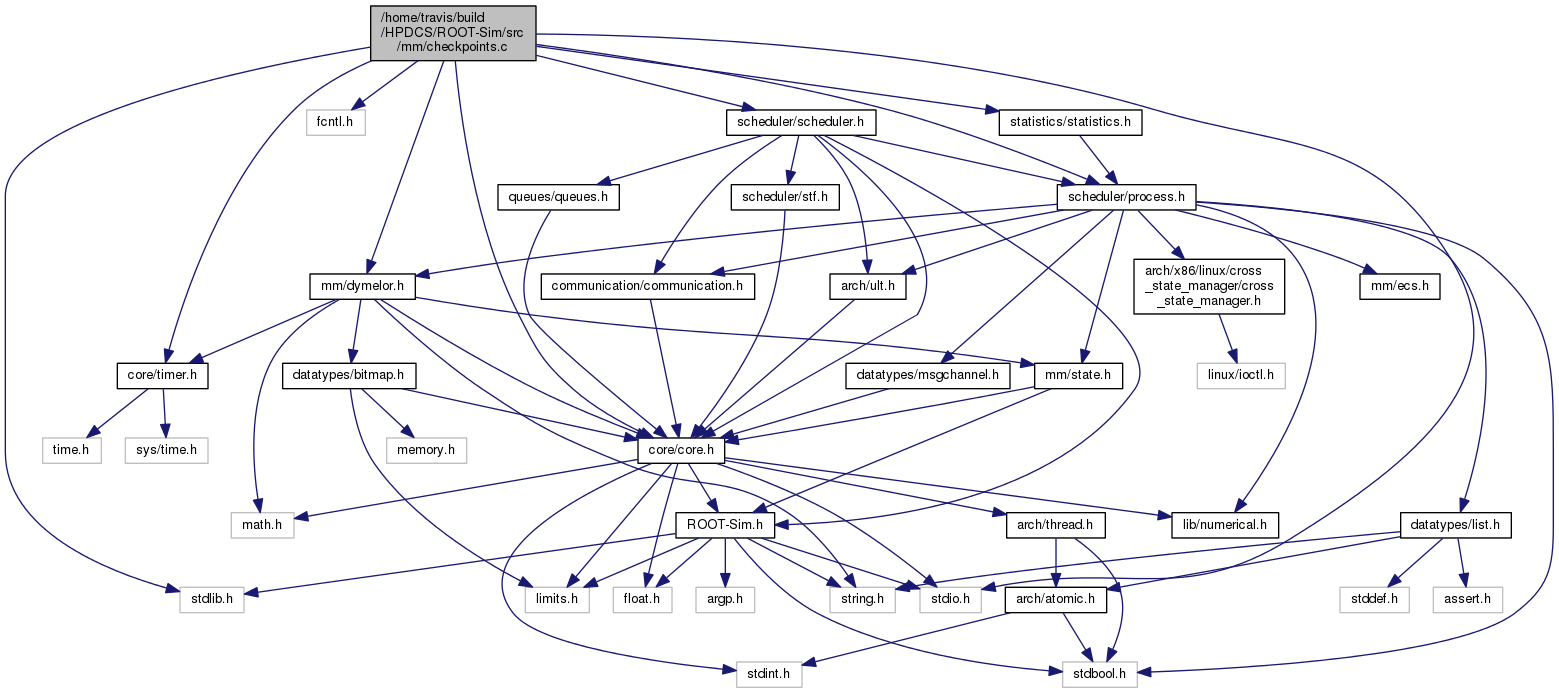 /home/travis/build
/HPDCS/ROOT-Sim/src
/mm/checkpoints.c
fcntl.h
scheduler/scheduler.h
statistics/statistics.h
queues/queues.h
scheduler/stf.h
scheduler/process.h
mm/dymelor.h
communication/communication.h
arch/ult.h
arch/x86/linux/cross
_state_manager/cross
_state_manager.h
mm/ecs.h
core/timer.h
datatypes/bitmap.h
datatypes/msgchannel.h
mm/state.h
linux/ioctl.h
time.h
sys/time.h
memory.h
core/core.h
math.h
ROOT-Sim.h
arch/thread.h
lib/numerical.h
datatypes/list.h
stdlib.h
limits.h
float.h
argp.h
string.h
stdio.h
arch/atomic.h
stddef.h
assert.h
stdint.h
stdbool.h